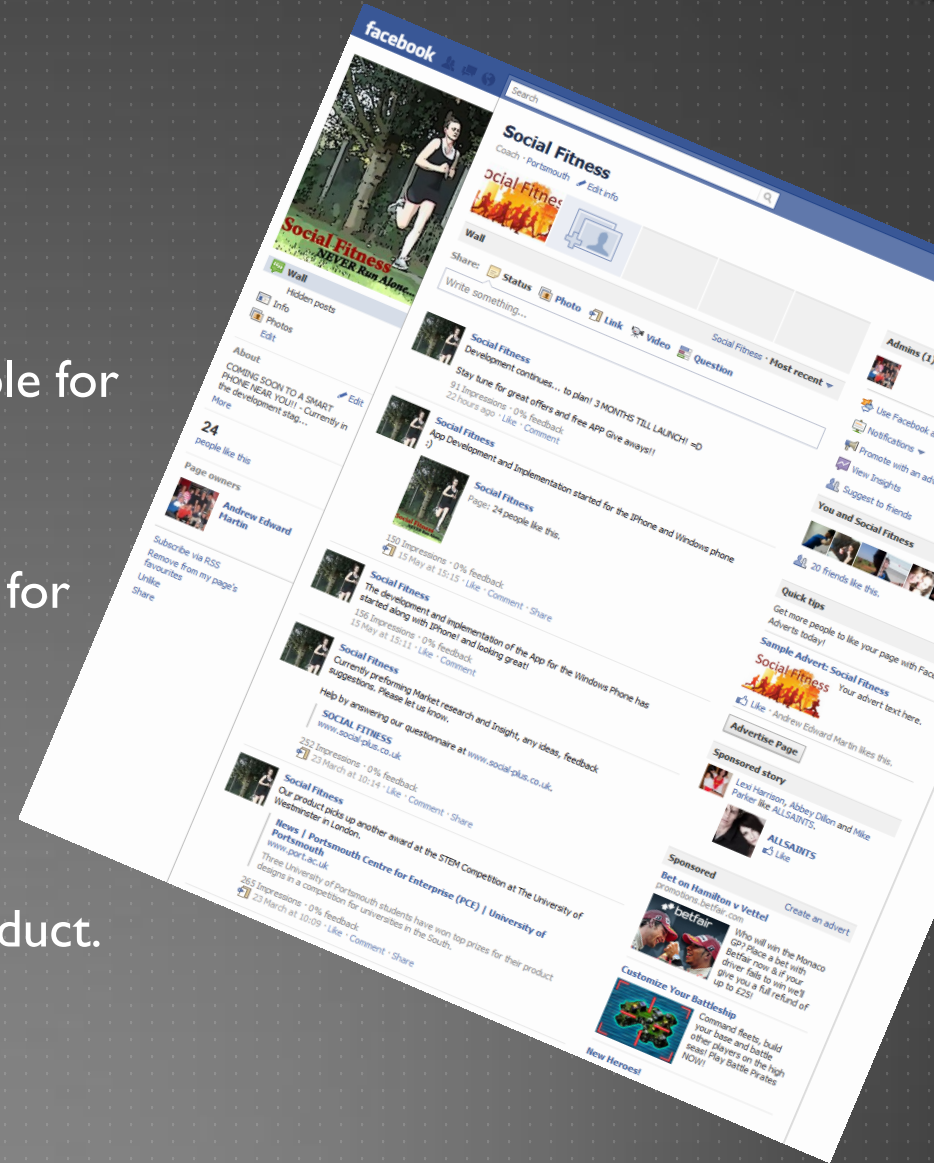 ole for
for
duct.
facebook
Search
Social Fitness
Coach · Portsmouth Edit info
ocial Fitnes
Social Fitness
NEVER Run Alone...
Wall
Hidden posts
Info
Photos
Edit
About
COMING SOON TO A SMART
PHONE NEAR YOU!! - Currently in
the development stag...
More
Edit
24
people like this
Page owners
Andrew Edward
Martin
Subscribe via RSS
Remove from my page's
favourites
Unlike
Share
Wall
Social Fitness · Most recent
Share: Status Photo Link Video Question
Write something...
Social Fitness
Development continues... to plan! 3 MONTHS TILL LAUNCH! =D
Stay tune for great offers and free APP Give aways!!
91 Impressions · 0% feedback
22 hours ago · Like · Comment
Social Fitness
App Development and Implementation started for the IPhone and Windows phone
:)
Social Fitness
Page: 24 people like this.
150 Impressions · 0% feedback
15 May at 15:15 · Like · Comment · Share
Social Fitness
The development and implementation of the App for the Windows Phone has
started along with IPhone! and looking great!
156 Impressions · 0% feedback
15 May at 15:11 · Like · Comment
Social Fitness
Currently preforming Market research and Insight, any ideas, feedback
suggestions. Please let us know.
Help by answering our questionnaire at www.social-plus.co.uk.
SOCIAL FITNESS
www.social-plus.co.uk
252 Impressions · 0% feedback
23 March at 10:14 · Like · Comment · Share
Social Fitness
Our product picks up another award at the STEM Competition at The University of
Westminster in London.
News | Portsmouth Centre for Enterprise (PCE) | University of
Portsmouth
www.port.ac.uk
Three University of Portsmouth students have won top prizes for their product
designs in a competition for universities in the South.
265 Impressions · 0% feedback
23 March at 10:09 · Like · Comment · Share
Admins (1)
Use Facebook a
Notifications
Promote with an adv
View Insights
Suggest to friends
You and Social Fitness
20 friends like this.
Quick tips
Get more people to like your page with Face
Adverts today!
Sample Advert: Social Fitness
Social Fitness
Your advert text here.
Like · Andrew Edward Martin likes this.
Advertise Page
Sponsored story
Lexi Harrison, Abbey Dillon and Mike
Parker like ALLSAINTS.
ALLSAINTS
Like
Sponsored
Create an advert
Bet on Hamilton v Vettel
promotions.betfair.com
betfair
Who will win the Monaco
GP? Place a bet with
Betfair now & if your
driver fails to win we'll
give you a full refund of
up to £25!
Customize Your Battleship
Command fleets, build
your base and battle
other players on the high
seas! Play Battle Pirates
NOW!
New Heroes!